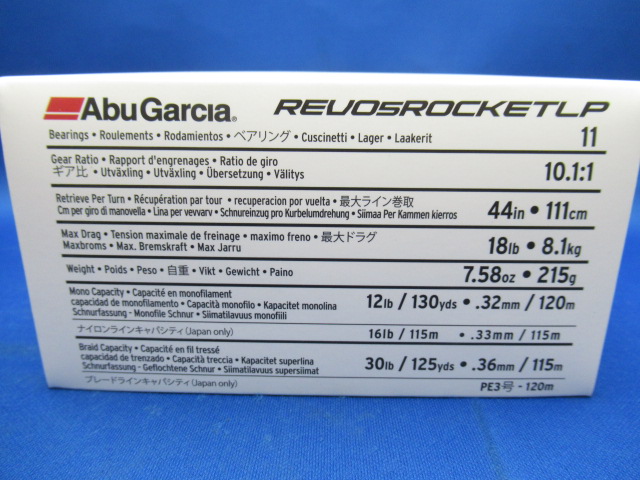 AbuGarcia® REVO5ROCKETLP
Bearings • Roulements • Rodamientos • ベアリング • Cuscinetti • Lager • Laakerit 11
Gear Ratio • Rapport d'engrenages • Ratio de giro
ギア比 • Utväxling • Utväxling • Übersetzung • Välitys 10.1:1
Retrieve Per Turn • Récupération par tour • recuperacion por vuelta • 最大ライン巻取
Cm per giro di manovella • Lina per vevvarv • Schnureinzug pro Kurbelumdrehung • Siimaa Per Kammen kierros 44in • 111cm
Max Drag • Tension maximale de freinage • maximo freno • 最大ドラグ
Maxbroms • Max. Bremskraft • Max Jarru 18lb • 8.1kg
Weight • Poids • Peso • 自重 • Vikt • Gewicht • Paino 7.58oz • 215g
Mono Capacity • Capacité en monofilament
capacidad de monofilamento • Capacità monofilo • Kapacitet monolina
Schnurfassung - Monofile Schnur • Siimatilavuus monofiili 12lb / 130yds • .32mm / 120m
ナイロンラインキャパシティ(Japan only) 16lb / 115m • .33mm / 115m
Braid Capacity • Capacité en fil tressé
capacidad de trenzado • Capacità treccia • Kapacitet superlina
Schnurfassung - Geflochtene Schnur • Siimatilavuus supersiimat 30lb / 125yds • .36mm / 115m
ブレードラインキャパシティ(Japan only) PE3号 - 120m